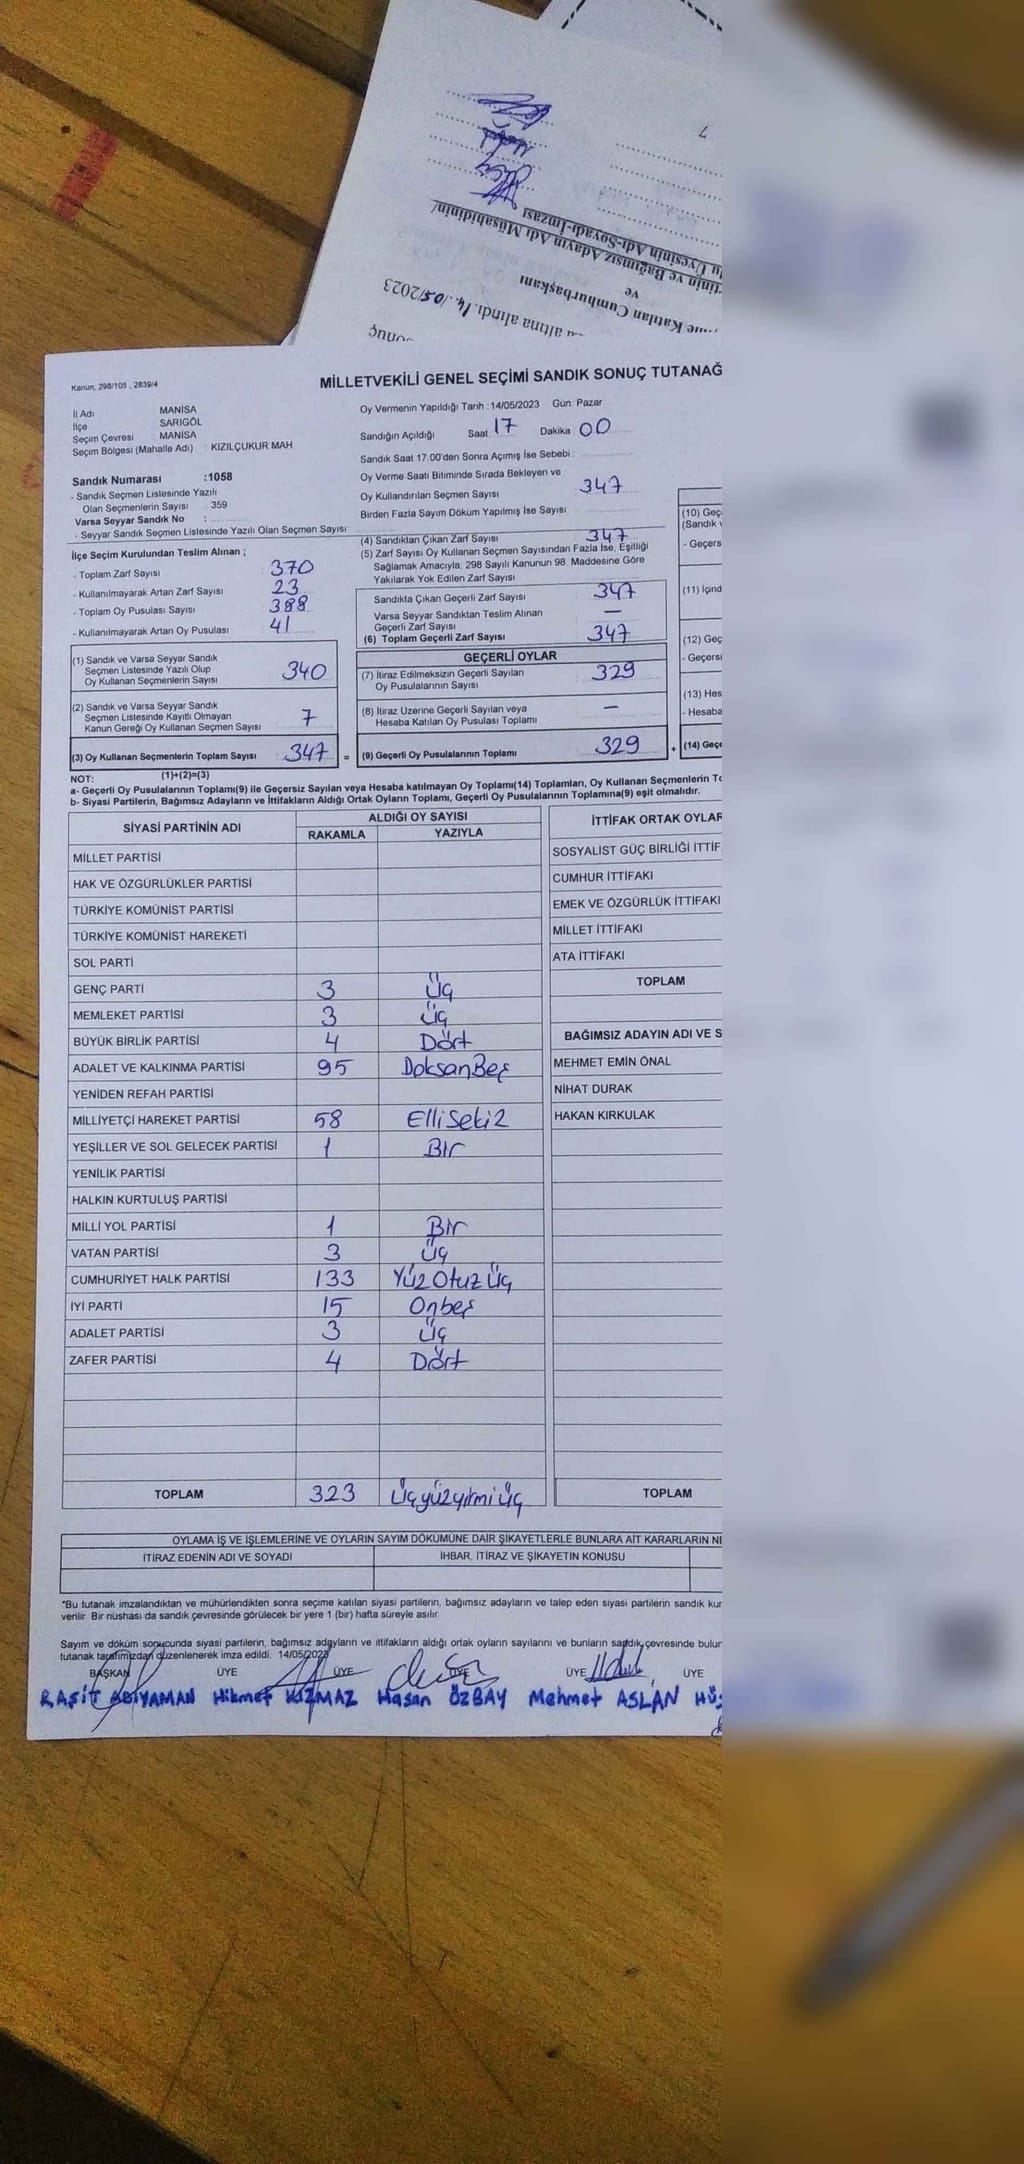 7
tu Üyesinin Adı-Soyadı-İmzası
tinin ve Bağımsız Adayın Adı Müşahidinin/
ve
Katılan Cumhurbaşkanı
altına alındı. 14./05/2023
Kanun, 298/105 , 2839/4
MİLLETVEKİLİ GENEL SEÇİMİ SANDIK SONUÇ TUTANAĞ
İl Adı MANİSA
İlçe SARIGÖL
Seçim Çevresi MANİSA
Seçim Bölgesi (Mahalle Adı) : KIZILÇUKUR MAH
Oy Vermenin Yapıldığı Tarih : 14/05/2023 Gün: Pazar
Sandığın Açıldığı Saat 17 Dakika 00
Sandık Saat 17:00'den Sonra Açımış İse Sebebi :
Sandık Numarası :1058
- Sandık Seçmen Listesinde Yazılı
Olan Seçmenlerin Sayısı : 359
Varsa Seyyar Sandık No :
- Seyyar Sandık Seçmen Listesinde Yazılı Olan Seçmen Sayısı:
Oy Verme Saati Bitiminde Sırada Bekleyen ve
Oy Kullandırılan Seçmen Sayısı 347
Birden Fazla Sayım Döküm Yapılmış İse Sayısı
İlçe Seçim Kurulundan Teslim Alınan ;
- Toplam Zarf Sayısı 370
- Kullanılmayarak Artan Zarf Sayısı 23
- Toplam Oy Pusulası Sayısı 388
- Kullanılmayarak Artan Oy Pusulası 41
(4) Sandıktan Çıkan Zarf Sayısı 347
(5) Zarf Sayısı Oy Kullanan Seçmen Sayısından Fazla İse, Eşitliği
Sağlamak Amacıyla, 298 Sayılı Kanunun 98. Maddesine Göre
Yakılarak Yok Edilen Zarf Sayısı
Sandıkta Çıkan Geçerli Zarf Sayısı 347
Varsa Seyyar Sandıktan Teslim Alınan
Geçerli Zarf Sayısı —
(6) Toplam Geçerli Zarf Sayısı 347
(1) Sandık ve Varsa Seyyar Sandık
Seçmen Listesinde Yazılı Olup
Oy Kullanan Seçmenlerin Sayısı 340
(2) Sandık ve Varsa Seyyar Sandık
Seçmen Listesinde Kayıtlı Olmayan
Kanun Gereği Oy Kullanan Seçmen Sayısı 7
(3) Oy Kullanan Seçmenlerin Toplam Sayısı 347 =
(1)+(2)=(3)
GEÇERLİ OYLAR
(7) İtiraz Edilmeksizin Geçerli Sayılan
Oy Pusulalarının Sayısı 329
(8) İtiraz Üzerine Geçerli Sayılan veya
Hesaba Katılan Oy Pusulası Toplamı —
(9) Geçerli Oy Pusulalarının Toplamı 329 +
(10) Geç
(Sandık v
- Geçers
(11) İçind
(12) Geç
- Geçersi
(13) Hes
- Hesaba
(14) Geçe
NOT:
a- Geçerli Oy Pusulalarının Toplamı(9) ile Geçersiz Sayılan veya Hesaba katılmayan Oy Toplamı(14) Toplamları, Oy Kullanan Seçmenlerin To
b- Siyasi Partilerin, Bağımsız Adayların ve İttifakların Aldığı Ortak Oyların Toplamı, Geçerli Oy Pusulalarının Toplamına(9) eşit olmalıdır.
SİYASİ PARTİNİN ADI
ALDIĞI OY SAYISI
RAKAMLA YAZIYLA
MİLLET PARTİSİ
HAK VE ÖZGÜRLÜKLER PARTİSİ
TÜRKİYE KOMÜNİST PARTİSİ
TÜRKİYE KOMÜNİST HAREKETİ
SOL PARTİ
GENÇ PARTİ 3 Üç
MEMLEKET PARTİSİ 3 Üç
BÜYÜK BİRLİK PARTİSİ 4 Dört
ADALET VE KALKINMA PARTİSİ 95 DoksanBeş
YENİDEN REFAH PARTİSİ
MİLLİYETÇİ HAREKET PARTİSİ 58 ElliSekiz
YEŞİLLER VE SOL GELECEK PARTİSİ 1 Bir
YENİLİK PARTİSİ
HALKIN KURTULUŞ PARTİSİ
MİLLİ YOL PARTİSİ 1 Bir
VATAN PARTİSİ 3 Üç
CUMHURİYET HALK PARTİSİ 133 Yüz Otuz Üç
İYİ PARTİ 15 Onbeş
ADALET PARTİSİ 3 Üç
ZAFER PARTİSİ 4 Dört
TOPLAM 323 Üçyüzyirmiüç
İTTİFAK ORTAK OYLAR
SOSYALİST GÜÇ BİRLİĞİ İTTİF
CUMHUR İTTİFAKI
EMEK VE ÖZGÜRLÜK İTTİFAKI
MİLLET İTTİFAKI
ATA İTTİFAKI
TOPLAM
BAĞIMSIZ ADAYIN ADI VE S
MEHMET EMİN ÖNAL
NİHAT DURAK
HAKAN KIRKULAK
TOPLAM
OYLAMA İŞ VE İŞLEMLERİNE VE OYLARIN SAYIM DÖKÜMÜNE DAİR ŞİKAYETLERLE BUNLARA AİT KARARLARIN NE
İTİRAZ EDENİN ADI VE SOYADI İHBAR, İTİRAZ VE ŞİKAYETİN KONUSU
*Bu tutanak imzalandıktan ve mühürlendikten sonra seçime katılan siyasi partilerin, bağımsız adayların ve talep eden siyasi partilerin sandık kur
verilir. Bir nüshası da sandık çevresinde görülecek bir yere 1 (bir) hafta süreyle asılır.
Sayım ve döküm sonucunda siyasi partilerin, bağımsız adayların ve ittifakların aldığı ortak oyların sayılarını ve bunların sandık çevresinde bulur
tutanak tarafımızdan düzenlenerek imza edildi. 14/05/2023
BAŞKAN ÜYE ÜYE ÜYE ÜYE ÜYE
RAŞİT ADIYAMAN Hikmet KIZMAZ Hasan ÖZBAY Mehmet ASLAN HÜS